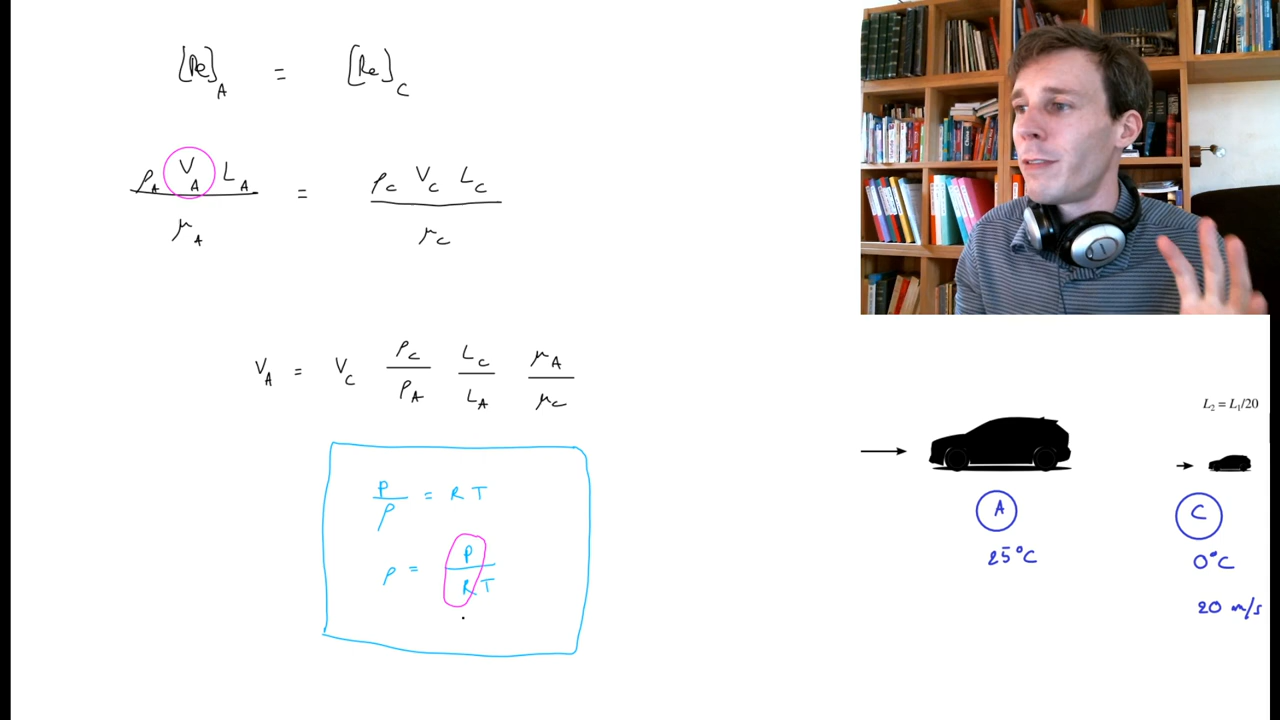 [Re]A = [Re]C
ρA VA LA / μA = ρC VC LC / μC
VA = VC ρC/ρA LC/LA μA/μC
P/ρ = RT
ρ = P/RT
L2 = L1/20
A
C
25°C
0°C
20 m/s